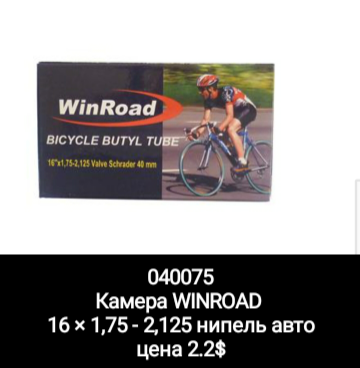 WinRoad
BICYCLE BUTYL TUBE
16"x1,75-2,125 Valve Schrader 40 mm
040075
Камера WINROAD
16 × 1,75 - 2,125 нипель авто
цена 2.2$